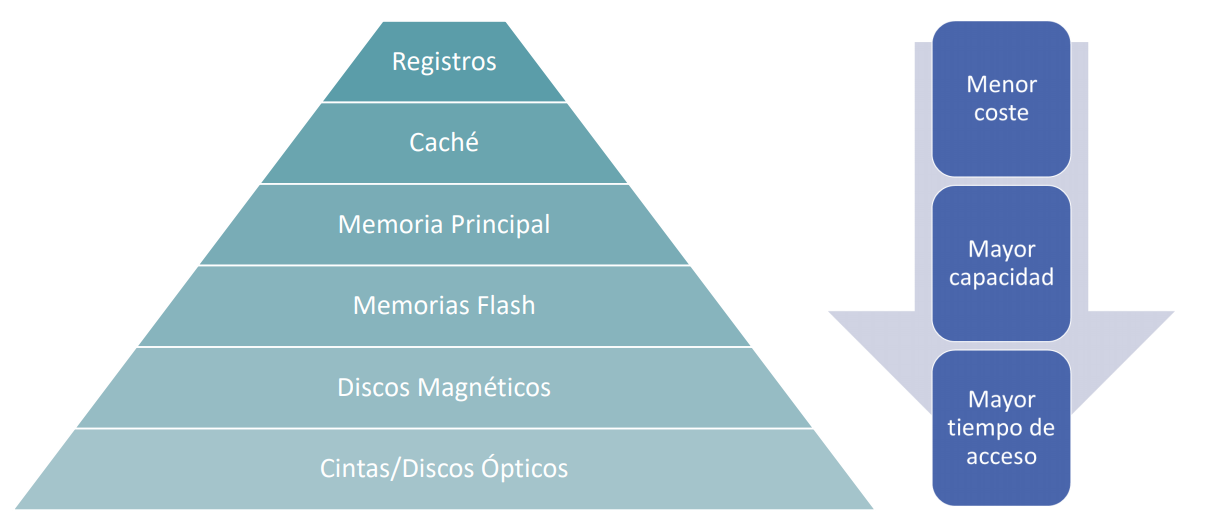 Registros
Caché
Memoria Principal
Memorias Flash
Discos Magnéticos
Cintas/Discos Ópticos
Menor
coste
Mayor
capacidad
Mayor
tiempo de
acceso